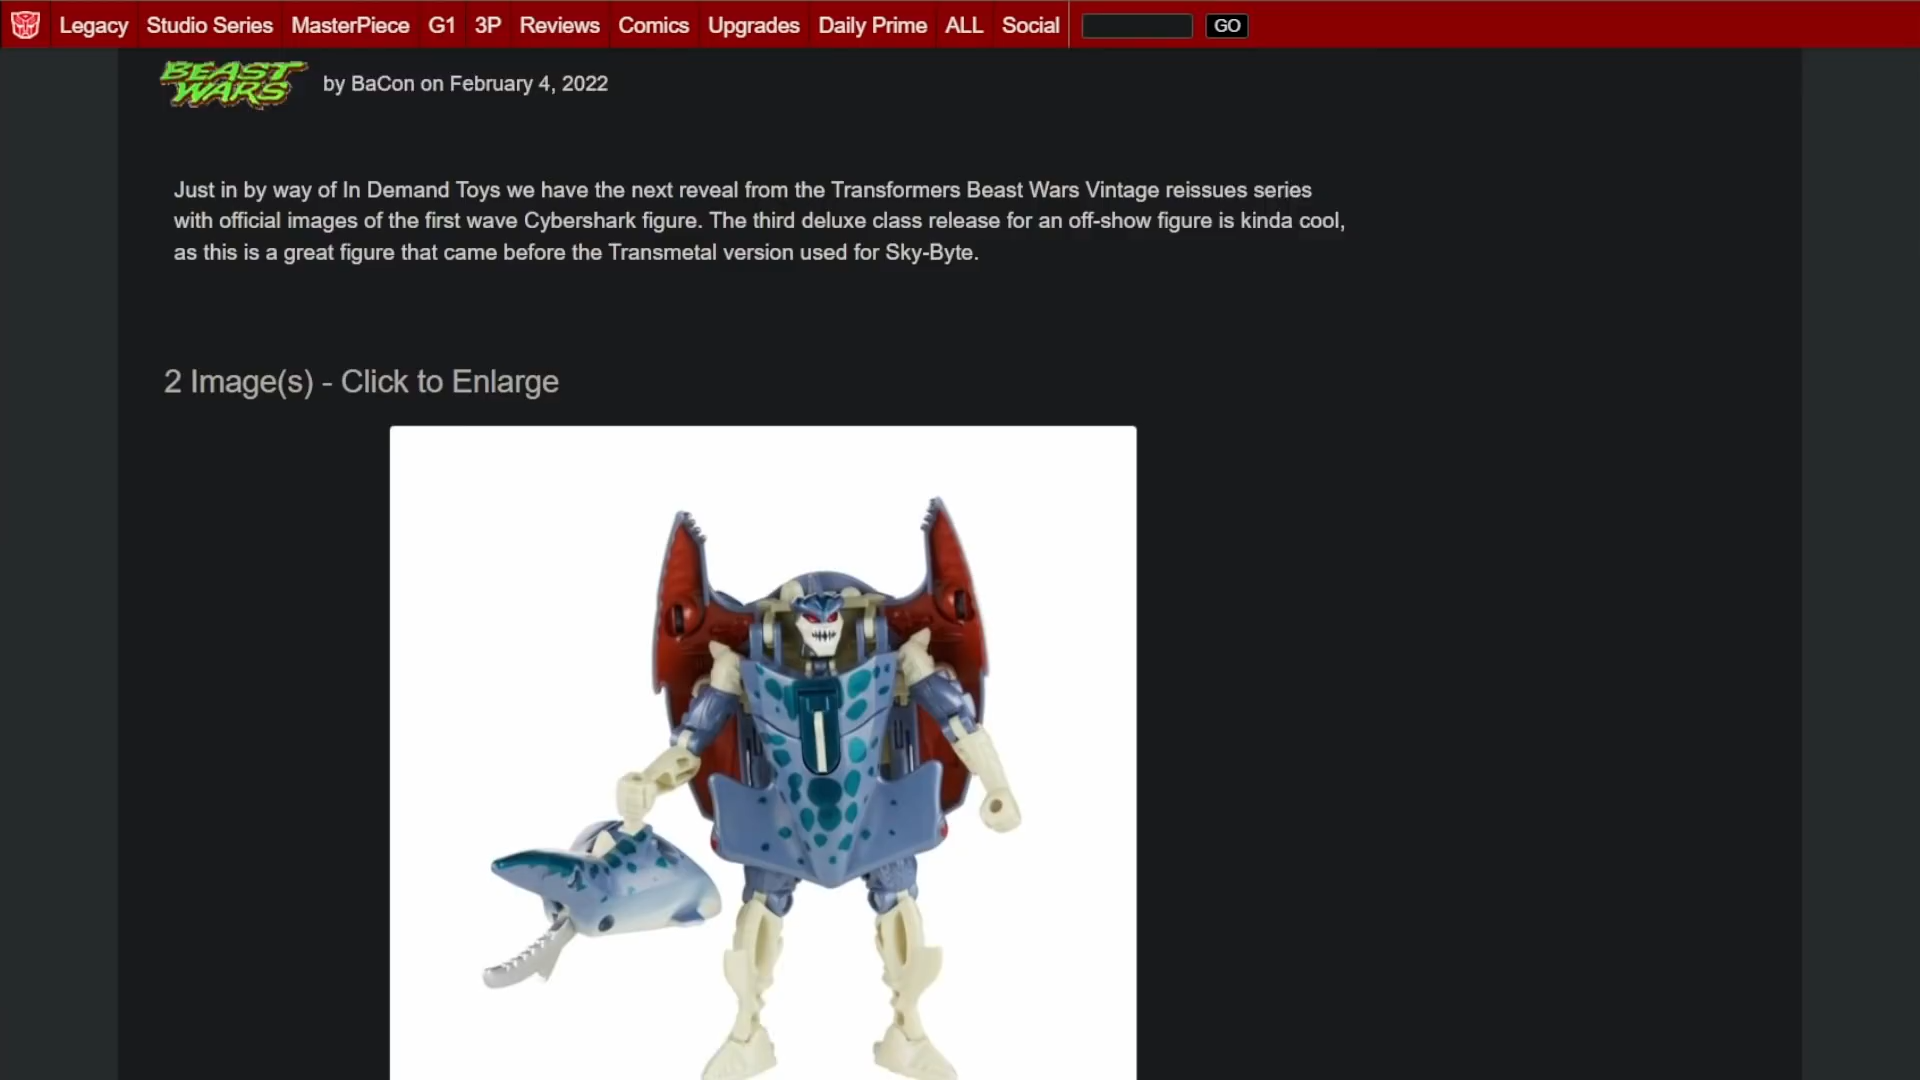 Legacy Studio Series MasterPiece G1 3P Reviews Comics Upgrades Daily Prime ALL Social GO
BEAST
WARS
by BaCon on February 4, 2022
Just in by way of In Demand Toys we have the next reveal from the Transformers Beast Wars Vintage reissues series
with official images of the first wave Cybershark figure. The third deluxe class release for an off-show figure is kinda cool,
as this is a great figure that came before the Transmetal version used for Sky-Byte.
2 Image(s) - Click to Enlarge